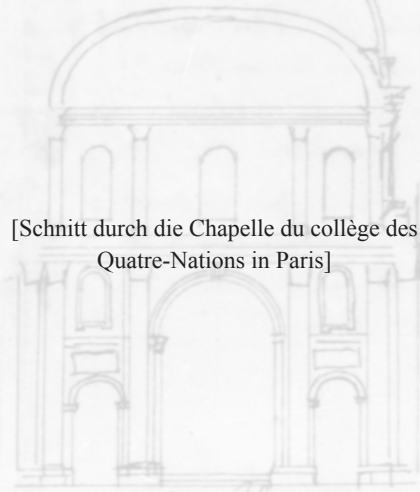 [Schnitt durch die Chapelle du collège des
Quatre-Nations in Paris]